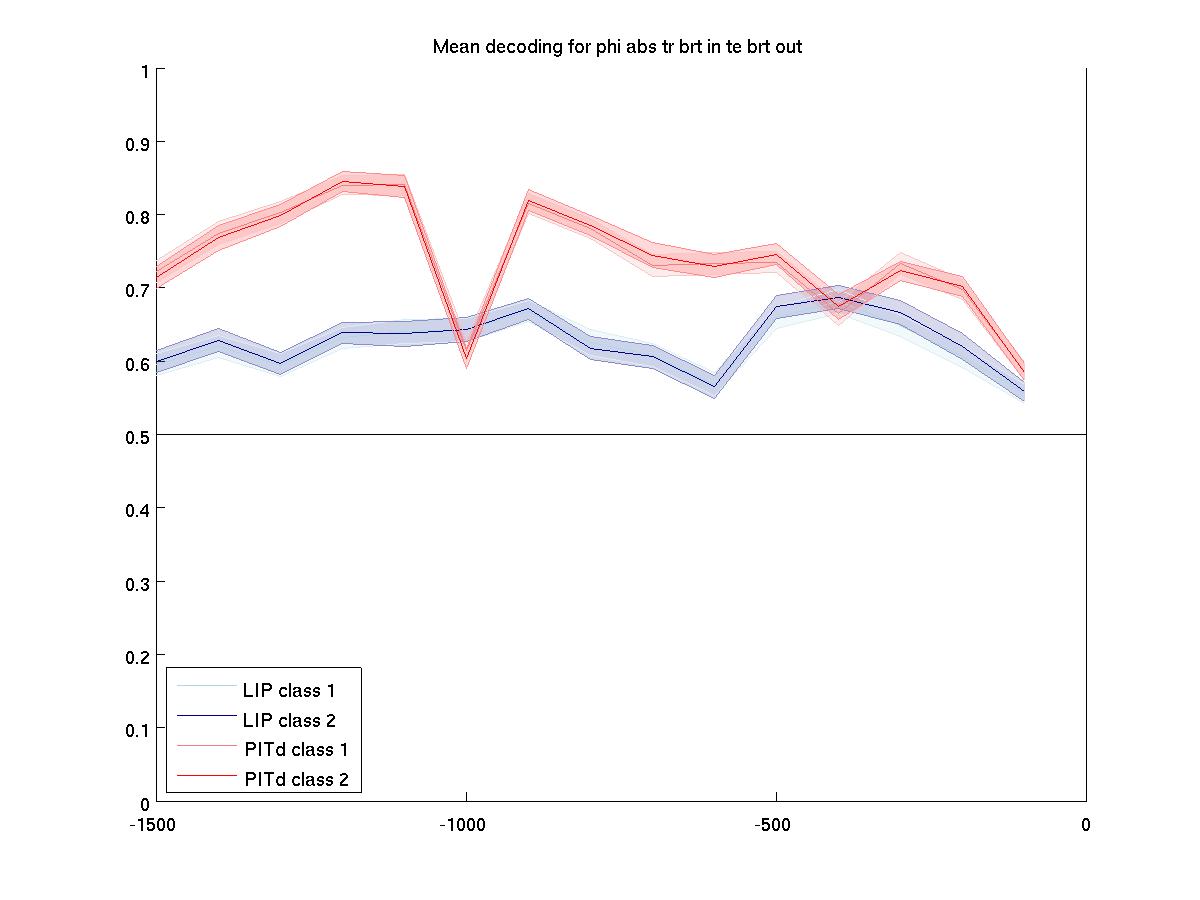 Mean decoding for phi abs tr brt in te brt out
1
0.9
0.8
0.7
0.6
0.5
0.4
0.3
0.2
0.1
0
LIP class 1
LIP class 2
PITd class 1
PITd class 2
-1500 -1000 -500 0